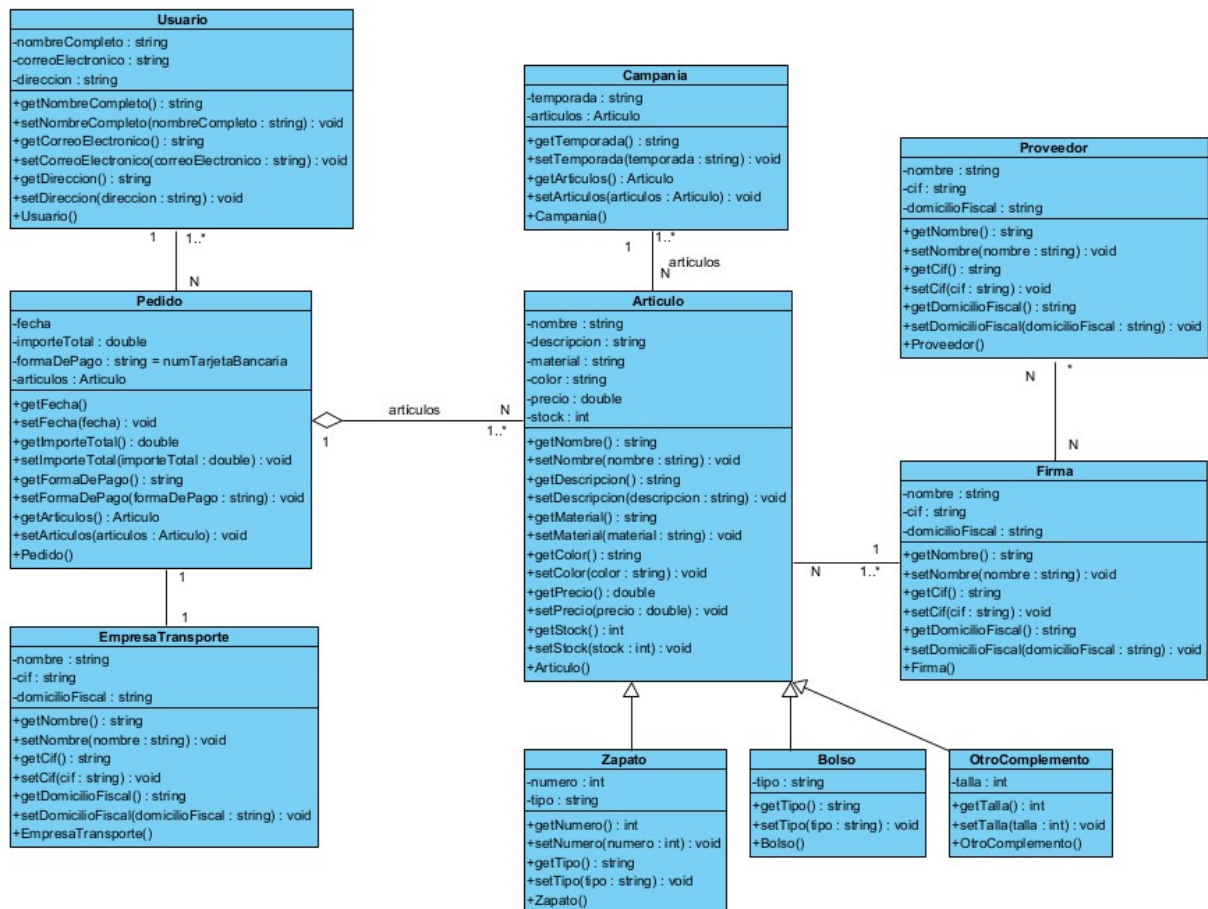 Usuario
-nombreCompleto : string
-correoElectronico : string
-direccion : string
+getNombreCompleto() : string
+setNombreCompleto(nombreCompleto : string) : void
+getCorreoElectronico() : string
+setCorreoElectronico(correoElectronico : string) : void
+getDireccion() : string
+setDireccion(direccion : string) : void
+Usuario()
1
1..*
N
Pedido
-fecha
-importeTotal : double
-formaDePago : string = numTarjetaBancaria
-articulos : Articulo
+getFecha()
+setFecha(fecha) : void
+getImporteTotal() : double
+setImporteTotal(importeTotal : double) : void
+getFormaDePago() : string
+setFormaDePago(formaDePago : string) : void
+getArticulos() : Articulo
+setArticulos(articulos : Articulo) : void
+Pedido()
1
1
EmpresaTransporte
-nombre : string
-cif : string
-domicilioFiscal : string
+getNombre() : string
+setNombre(nombre : string) : void
+getCif() : string
+setCif(cif : string) : void
+getDomicilioFiscal() : string
+setDomicilioFiscal(domicilioFiscal : string) : void
+EmpresaTransporte()
articulos
1
N
1..*
Campania
-temporada : string
-articulos : Articulo
+getTemporada() : string
+setTemporada(temporada : string) : void
+getArticulos() : Articulo
+setArticulos(articulos : Articulo) : void
+Campania()
1
1..*
articulos
N
Articulo
-nombre : string
-descripcion : string
-material : string
-color : string
-precio : double
-stock : int
+getNombre() : string
+setNombre(nombre : string) : void
+getDescripcion() : string
+setDescripcion(descripcion : string) : void
+getMaterial() : string
+setMaterial(material : string) : void
+getColor() : string
+setColor(color : string) : void
+getPrecio() : double
+setPrecio(precio : double) : void
+getStock() : int
+setStock(stock : int) : void
+Articulo()
N
1
1..*
Proveedor
-nombre : string
-cif : string
-domicilioFiscal : string
+getNombre() : string
+setNombre(nombre : string) : void
+getCif() : string
+setCif(cif : string) : void
+getDomicilioFiscal() : string
+setDomicilioFiscal(domicilioFiscal : string) : void
+Proveedor()
N
*
N
Firma
-nombre : string
-cif : string
-domicilioFiscal : string
+getNombre() : string
+setNombre(nombre : string) : void
+getCif() : string
+setCif(cif : string) : void
+getDomicilioFiscal() : string
+setDomicilioFiscal(domicilioFiscal : string) : void
+Firma()
Zapato
-numero : int
-tipo : string
+getNumero() : int
+setNumero(numero : int) : void
+getTipo() : string
+setTipo(tipo : string) : void
+Zapato()
Bolso
-tipo : string
+getTipo() : string
+setTipo(tipo : string) : void
+Bolso()
OtroComplemento
-talla : int
+getTalla() : int
+setTalla(talla : int) : void
+OtroComplemento()